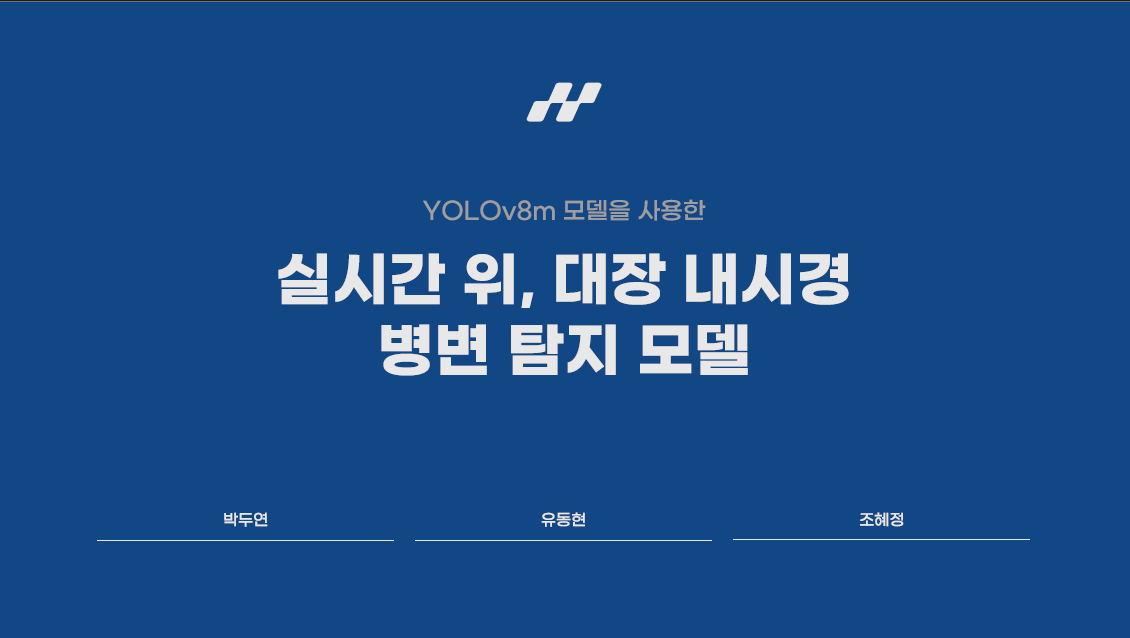 YOLOv8m 모델을 사용한
실시간 위, 대장 내시경
병변 탐지 모델
박두연
유동현
조혜정